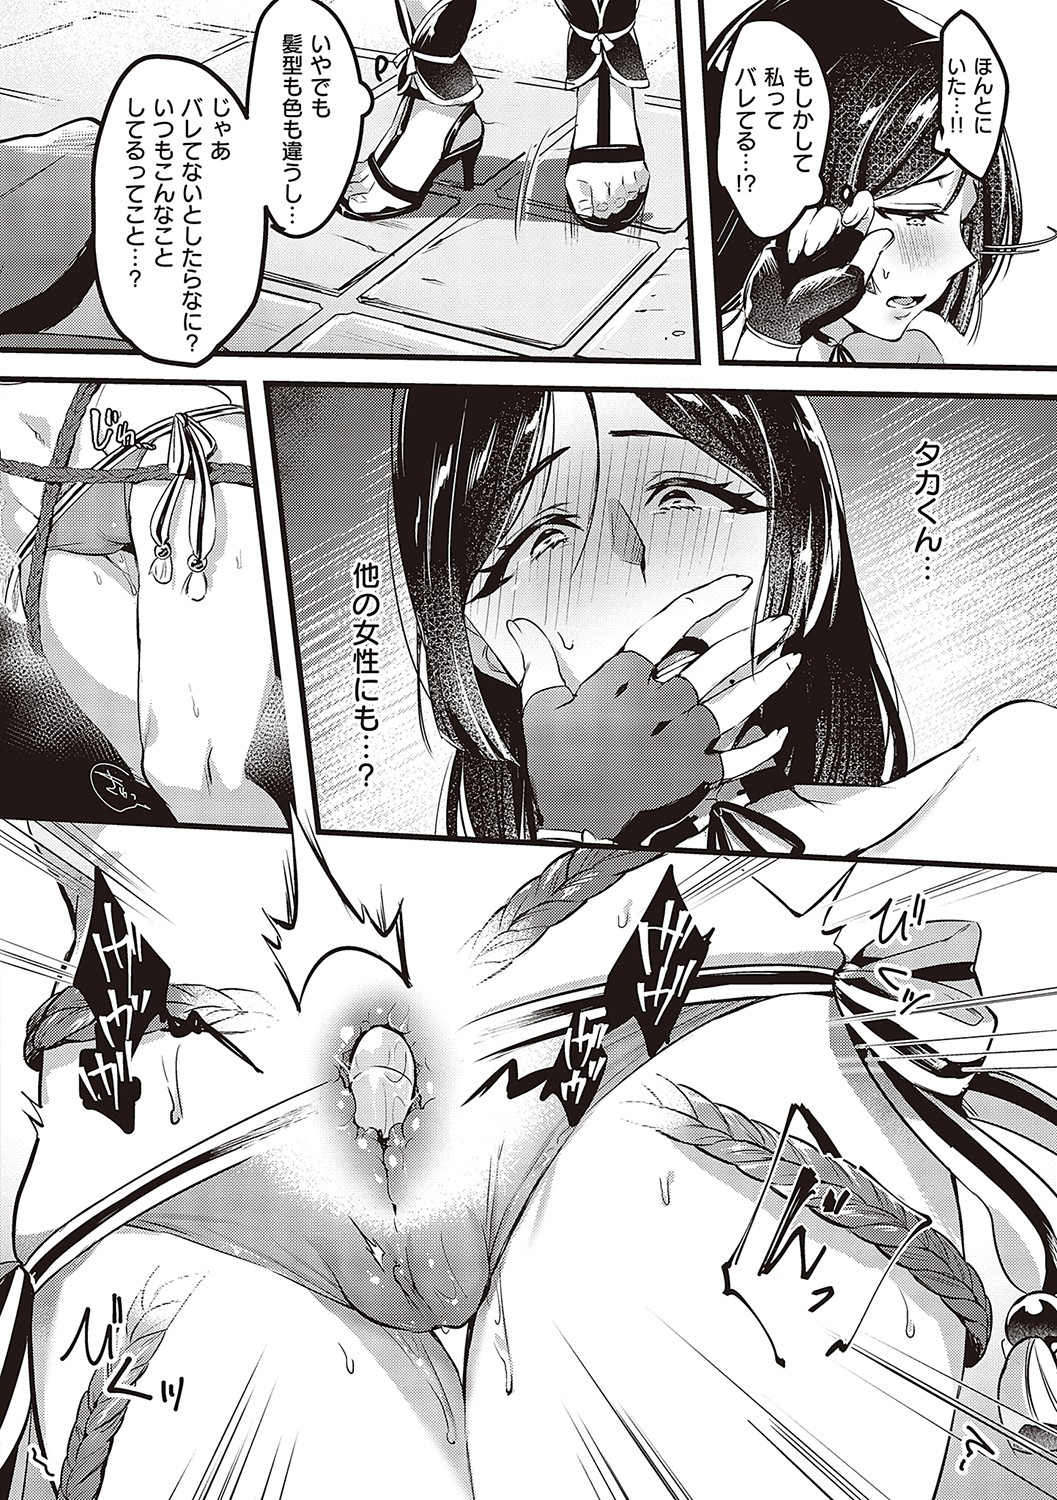 ほんとに
いた…!!
もしかして
私って
バレてる…!?
いやでも
髪型も色も違うし…
じゃあ
バレてないとしたらなに?
いつもこんなこと
してるってこと…?
タカくん…
他の女性にも…?
じわ…
びくッ
びくッ